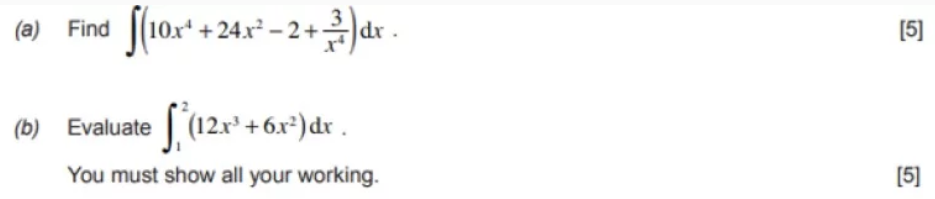 (a) Find ∫(10x⁴ + 24x² − 2 + 3/x⁴) dx . [5]
(b) Evaluate ∫₁²(12x³ + 6x²) dx .
You must show all your working. [5]